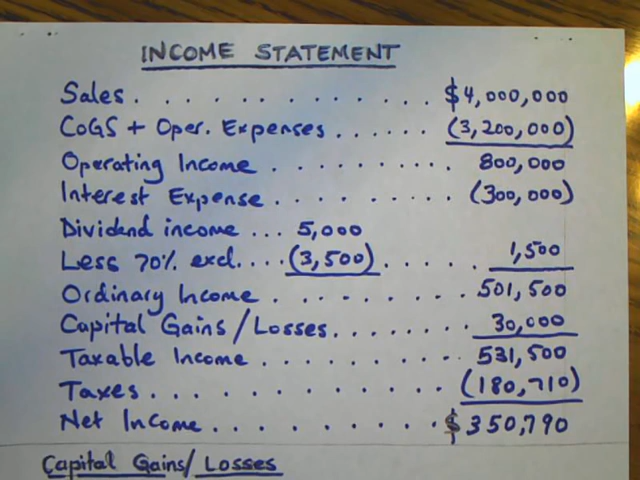 INCOME STATEMENT
Sales . . . . . . . . . . . . . . $4,000,000
CoGS + Oper. Expenses . . . . . . (3,200,000)
Operating Income . . . . . . . . . 800,000
Interest Expense . . . . . . . . . (300,000)
Dividend income . . . 5,000
Less 70% excl. . . . (3,500) . . . . . 1,500
Ordinary Income . . . . . . . . . 501,500
Capital Gains/Losses . . . . . . . . 30,000
Taxable Income . . . . . . . . . . 531,500
Taxes . . . . . . . . . . . . . . (180,710)
Net Income . . . . . . . . . . $350,790
Capital Gains/Losses